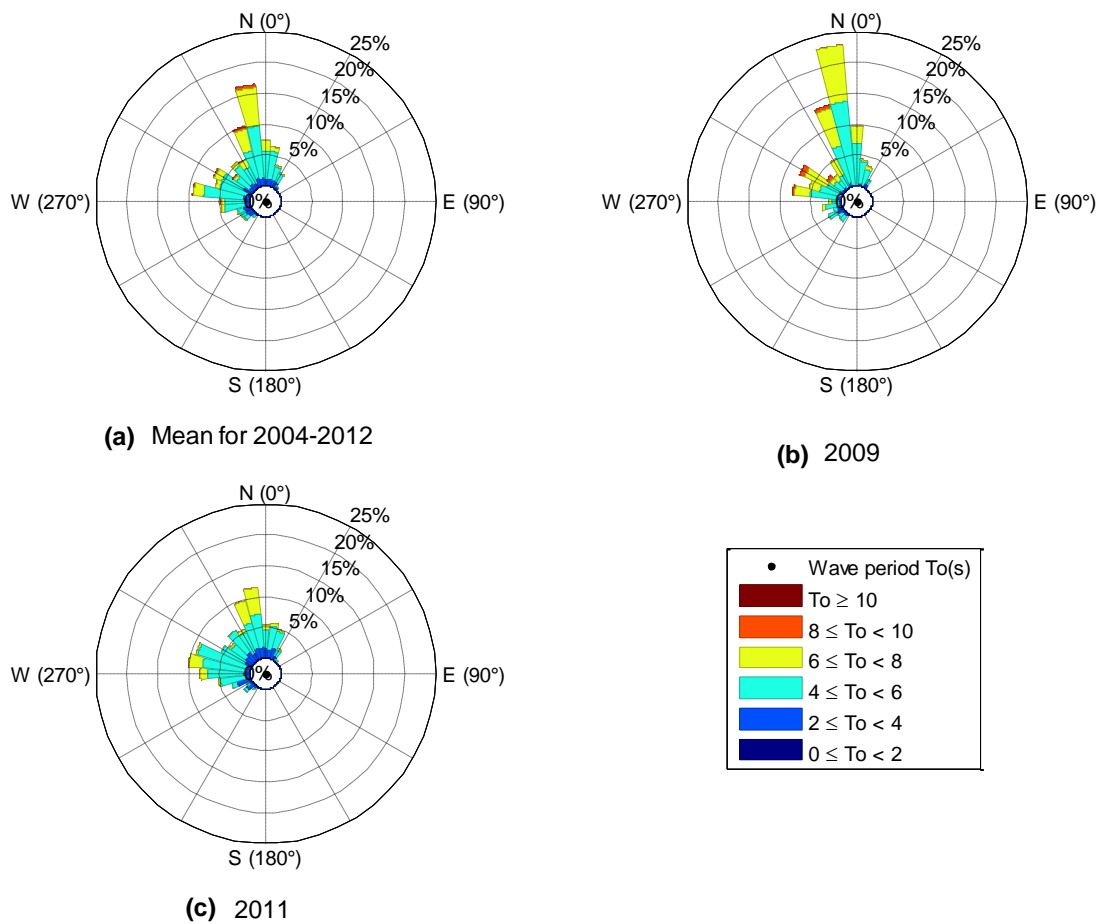 N (0°)
25%
20%
15%
10%
5%
0%
W (270°)
E (90°)
S (180°)
(a) Mean for 2004-2012
N (0°)
25%
20%
15%
10%
5%
0%
W (270°)
E (90°)
S (180°)
(b) 2009
N (0°)
25%
20%
15%
10%
5%
0%
W (270°)
E (90°)
S (180°)
(c) 2011
Wave period To(s)
To ≥ 10
8 ≤ To < 10
6 ≤ To < 8
4 ≤ To < 6
2 ≤ To < 4
0 ≤ To < 2